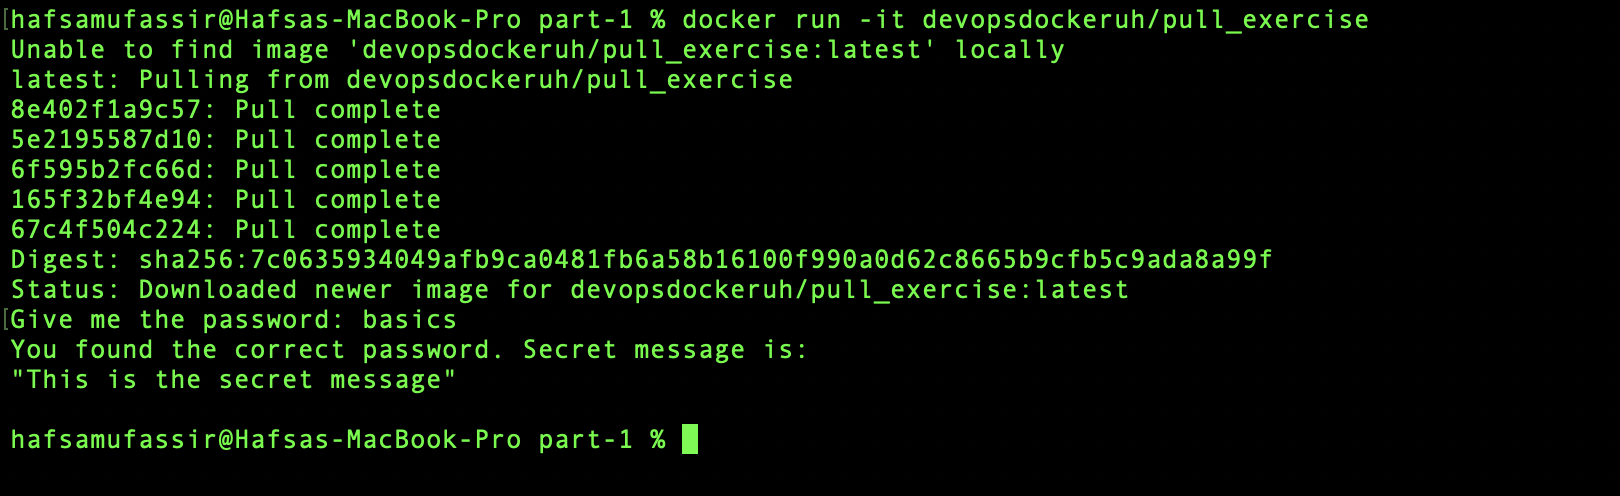 [hafsamufassir@Hafsas-MacBook-Pro part-1 % docker run -it devopsdockeruh/pull_exercise
Unable to find image 'devopsdockeruh/pull_exercise:latest' locally
latest: Pulling from devopsdockeruh/pull_exercise
8e402f1a9c57: Pull complete
5e2195587d10: Pull complete
6f595b2fc66d: Pull complete
165f32bf4e94: Pull complete
67c4f504c224: Pull complete
Digest: sha256:7c0635934049afb9ca0481fb6a58b16100f990a0d62c8665b9cfb5c9ada8a99f
Status: Downloaded newer image for devopsdockeruh/pull_exercise:latest
[Give me the password: basics
You found the correct password. Secret message is:
"This is the secret message"
hafsamufassir@Hafsas-MacBook-Pro part-1 %